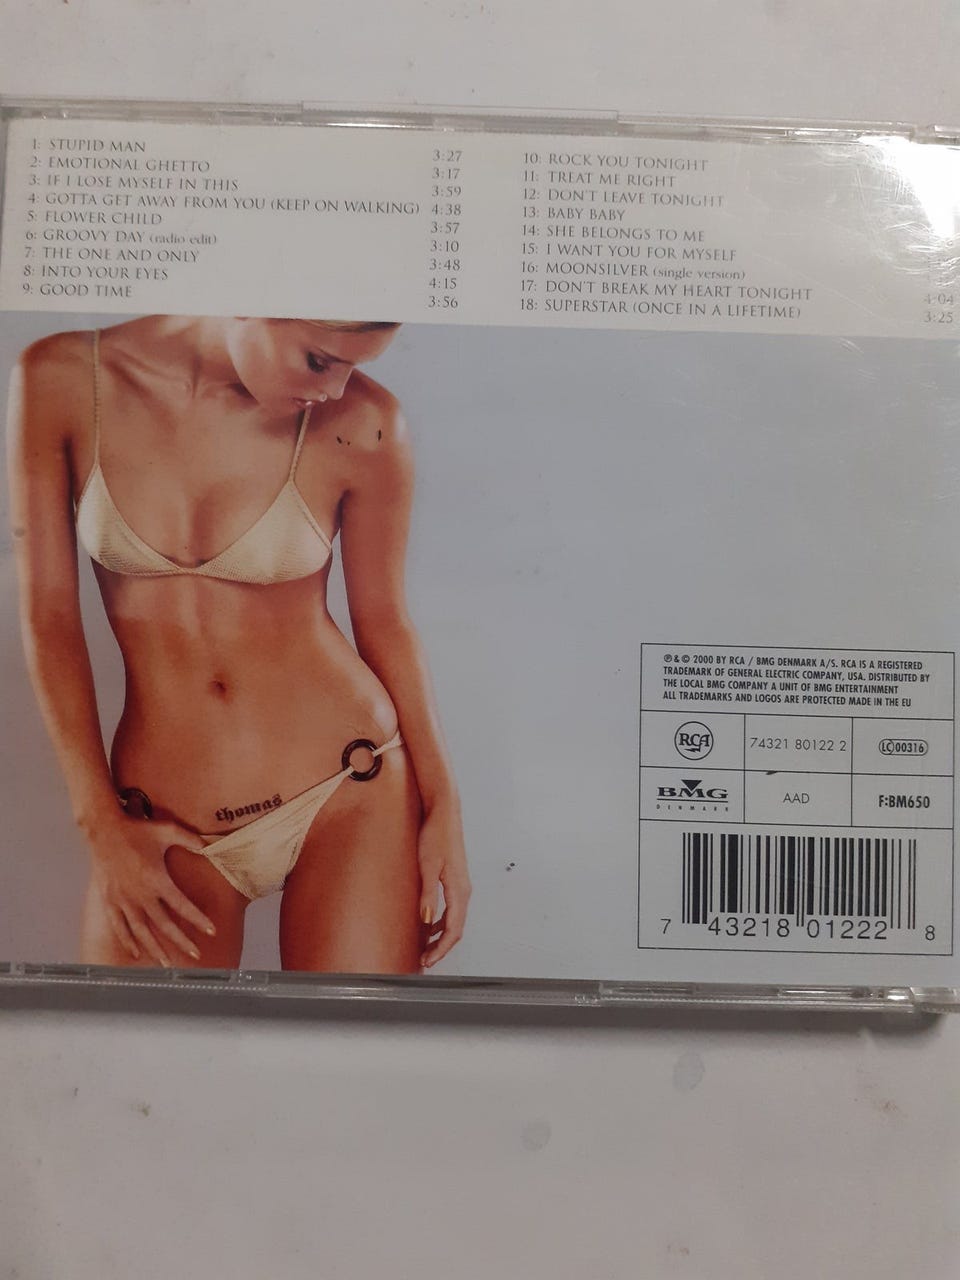 1: STUPID MAN 3:27
2: EMOTIONAL GHETTO 3:17
3: IF I LOSE MYSELF IN THIS 3:59
4: GOTTA GET AWAY FROM YOU (KEEP ON WALKING) 4:38
5: FLOWER CHILD 3:57
6: GROOVY DAY (radio edit) 3:10
7: THE ONE AND ONLY 3:48
8: INTO YOUR EYES 4:15
9: GOOD TIME 3:56
10: ROCK YOU TONIGHT
11: TREAT ME RIGHT
12: DON'T LEAVE TONIGHT
13: BABY BABY
14: SHE BELONGS TO ME
15: I WANT YOU FOR MYSELF
16: MOONSILVER (single version)
17: DON'T BREAK MY HEART TONIGHT 4:04
18: SUPERSTAR (ONCE IN A LIFETIME) 3:25
thomas
℗ & © 2000 BY RCA / BMG DENMARK A/S. RCA IS A REGISTERED
TRADEMARK OF GENERAL ELECTRIC COMPANY, USA. DISTRIBUTED BY
THE LOCAL BMG COMPANY A UNIT OF BMG ENTERTAINMENT
ALL TRADEMARKS AND LOGOS ARE PROTECTED MADE IN THE EU
RCA 74321 80122 2 LC 00316
BMG AAD F:BM650
DENMARK
7 43218 01222 8